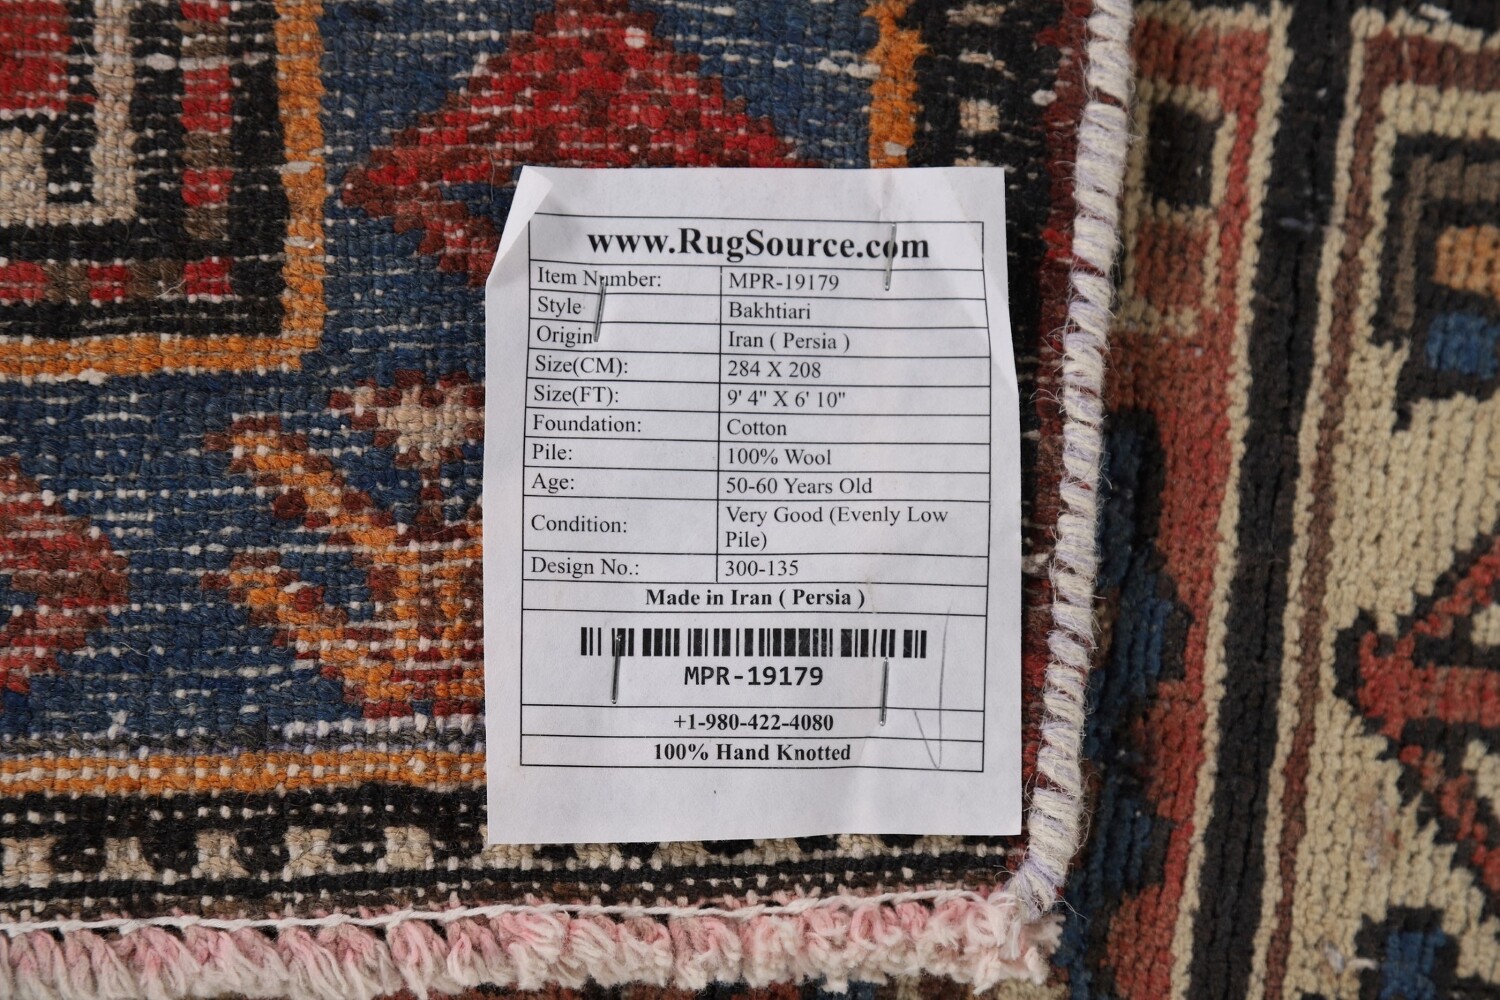 www.RugSource.com
Item Number: MPR-19179
Style Bakhtiari
Origin Iran ( Persia )
Size(CM): 284 X 208
Size(FT): 9' 4" X 6' 10"
Foundation: Cotton
Pile: 100% Wool
Age: 50-60 Years Old
Condition: Very Good (Evenly Low
Pile)
Design No.: 300-135
Made in Iran ( Persia )
MPR-19179
+1-980-422-4080
100% Hand Knotted